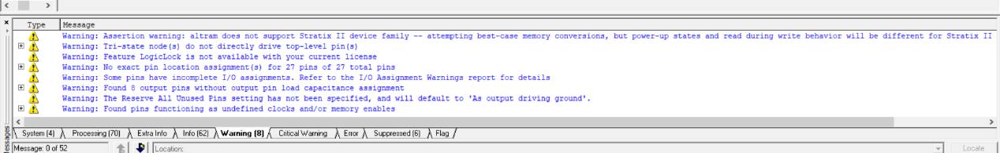 Type Message
Warning: Assertion warning: altram does not support Stratix II device family -- attempting best-case memory conversions, but power-up states and read during write behavior will be different for Stratix II
Warning: Tri-state node(s) do not directly drive top-level pin(s)
Warning: Feature LogicLock is not available with your current license
Warning: No exact pin location assignment(s) for 27 pins of 27 total pins
Warning: Some pins have incomplete I/O assignments. Refer to the I/O Assignment Warnings report for details
Warning: Found 8 output pins without output pin load capacitance assignment
Warning: The Reserve All Unused Pins setting has not been specified, and will default to 'As output driving ground'.
Warning: Found pins functioning as undefined clocks and/or memory enables
System (4) Processing (70) Extra Info Info (62) Warning (8) Critical Warning Error Suppressed (6) Flag
Message: 0 of 52 Location: Locate